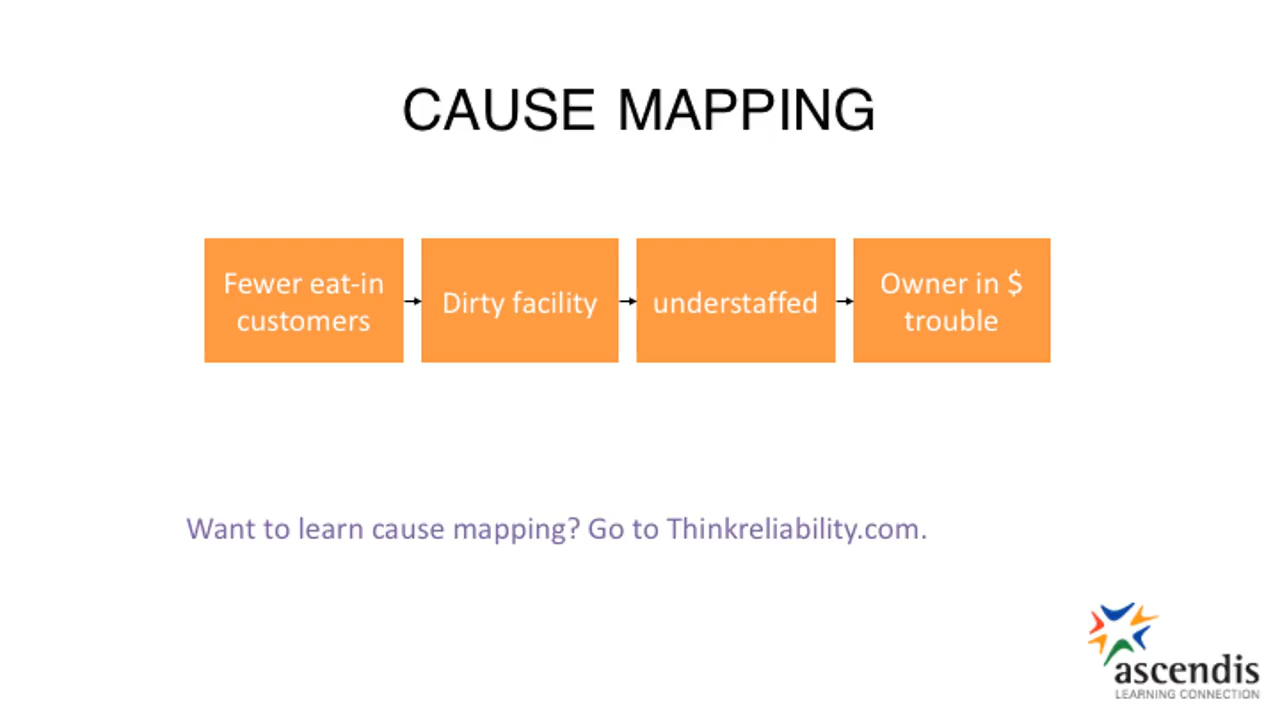 CAUSE MAPPING
Fewer eat-in
customers
Dirty facility
understaffed
Owner in $
trouble
Want to learn cause mapping? Go to Thinkreliability.com.
ascendis
LEARNING CONNECTION